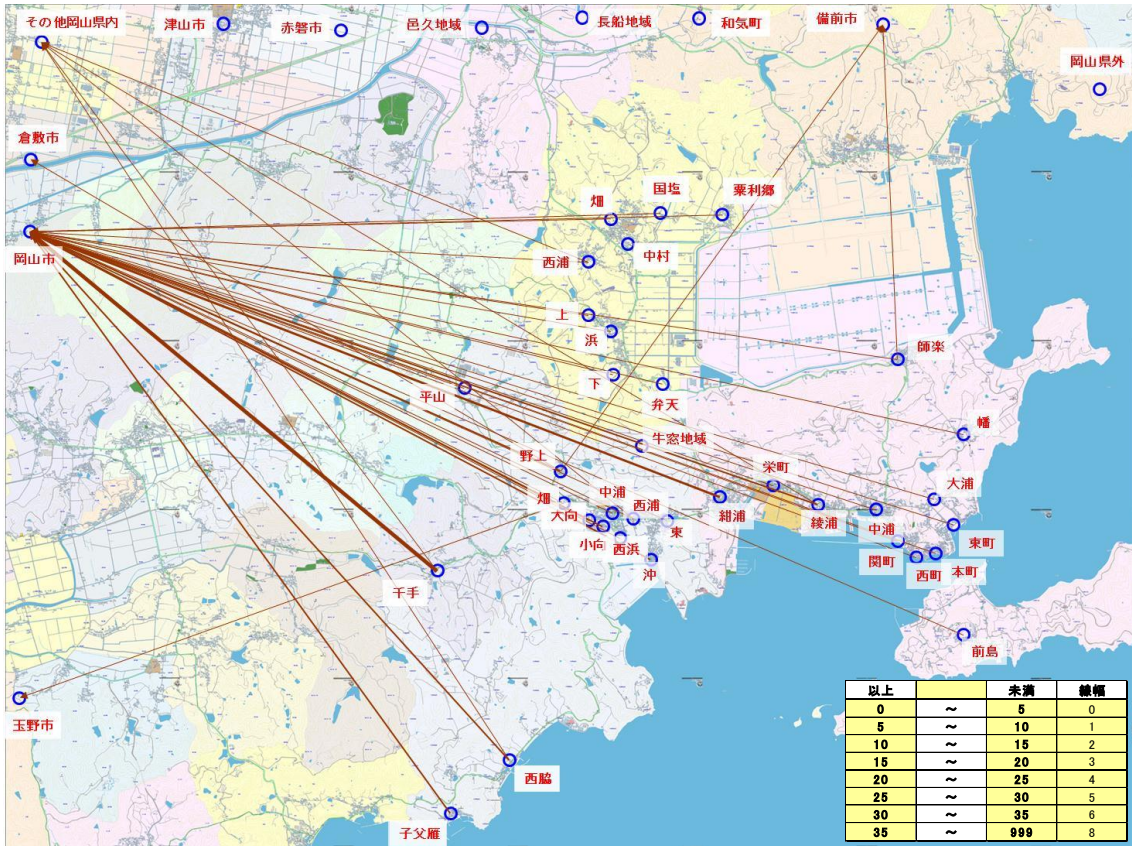 その他岡山県内
津山市
赤磐市
邑久地域
長船地域
和気町
備前市
岡山県外
倉敷市
畑
国塩
粟利郷
岡山市
西浦
中村
上
浜
師楽
平山
下
弁天
幡
牛窓地域
野上
栄町
畑
中浦
西浦
大浦
大向
紺浦
綾浦
小向
西浜
東
中浦
東町
沖
関町
西町
本町
千手
前島
玉野市
西脇
子父雁
以上 未満 線幅
0 ～ 5 0
5 ～ 10 1
10 ～ 15 2
15 ～ 20 3
20 ～ 25 4
25 ～ 30 5
30 ～ 35 6
35 ～ 999 8